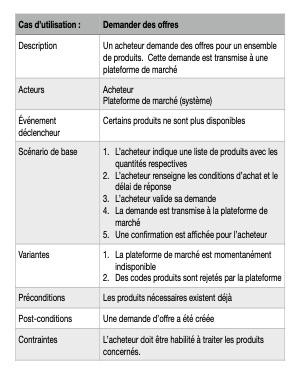 Cas d'utilisation : Demander des offres
Description Un acheteur demande des offres pour un ensemble
de produits. Cette demande est transmise à une
plateforme de marché
Acteurs Acheteur
Plateforme de marché (système)
Événement Certains produits ne sont plus disponibles
déclencheur
Scénario de base 1. L'acheteur indique une liste de produits avec les
quantités respectives
2. L'acheteur renseigne les conditions d'achat et le
délai de réponse
3. L'acheteur valide sa demande
4. La demande est transmise à la plateforme de
marché
5. Une confirmation est affichée pour l'acheteur
Variantes 1. La plateforme de marché est momentanément
indisponible
2. Des codes produits sont rejetés par la plateforme
Préconditions Les produits nécessaires existent déjà
Post-conditions Une demande d'offre a été créée
Contraintes L'acheteur doit être habilité à traiter les produits
concernés.